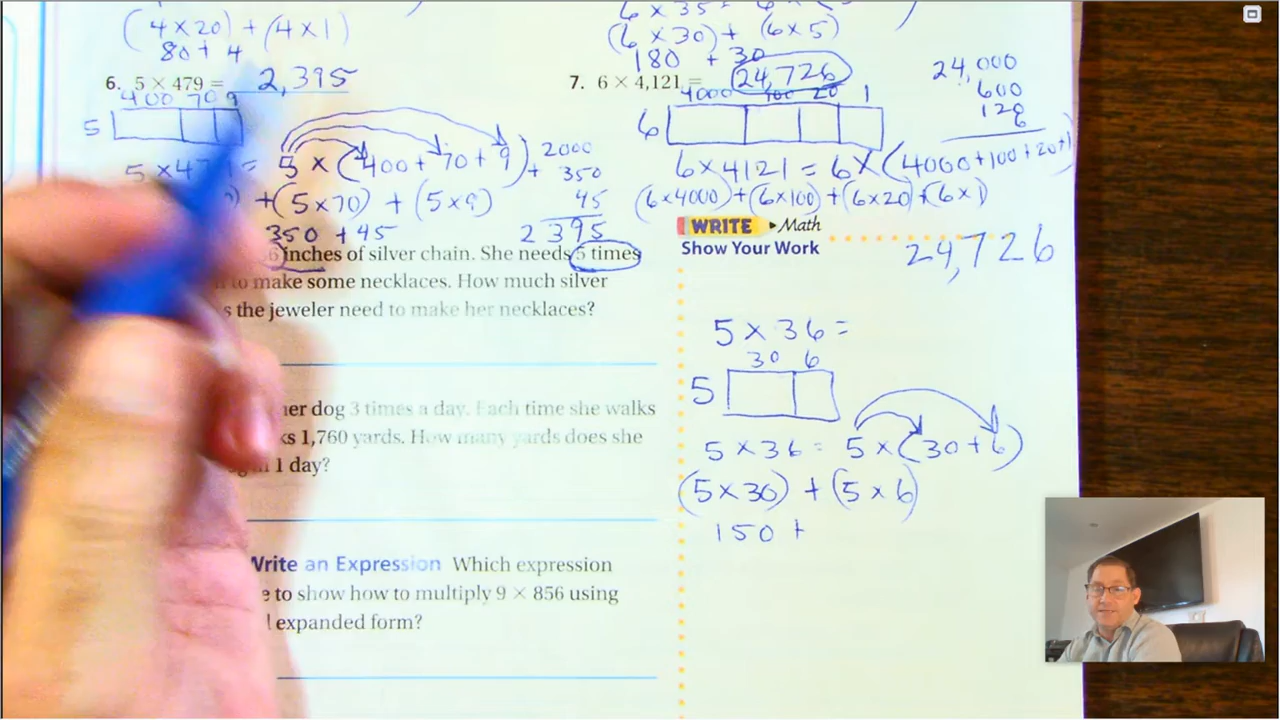 (4 × 20) + (4 × 1)
80 + 4
6. 5 × 479 = 2,395
400 70 9
5
5 × (400 + 70 + 9)
+ (5 × 70) + (5 × 9)
350 + 45
2000
+ 350
45
2395
6 × 35 =
(6 × 30) + (6 × 5)
180 + 30
7. 6 × 4,121 = 24,726
4000 100 20 1
6
24,000
600
6 × 4121 = 6 × (4000 + 100 + 20 + 1)
(6 × 4000) + (6 × 100) + (6 × 20) + (6 × 1)
24,726
inches of silver chain. She needs 5 times
to make some necklaces. How much silver
the jeweler need to make her necklaces?
her dog 3 times a day. Each time she walks
1,760 yards. How many yards does she
1 day?
Write an Expression Which expression
to show how to multiply 9 × 856 using
expanded form?
WRITE ▸Math
Show Your Work
5 × 36 =
30 6
5
5 × 36 = 5 × (30 + 6)
(5 × 30) + (5 × 6)
150 +